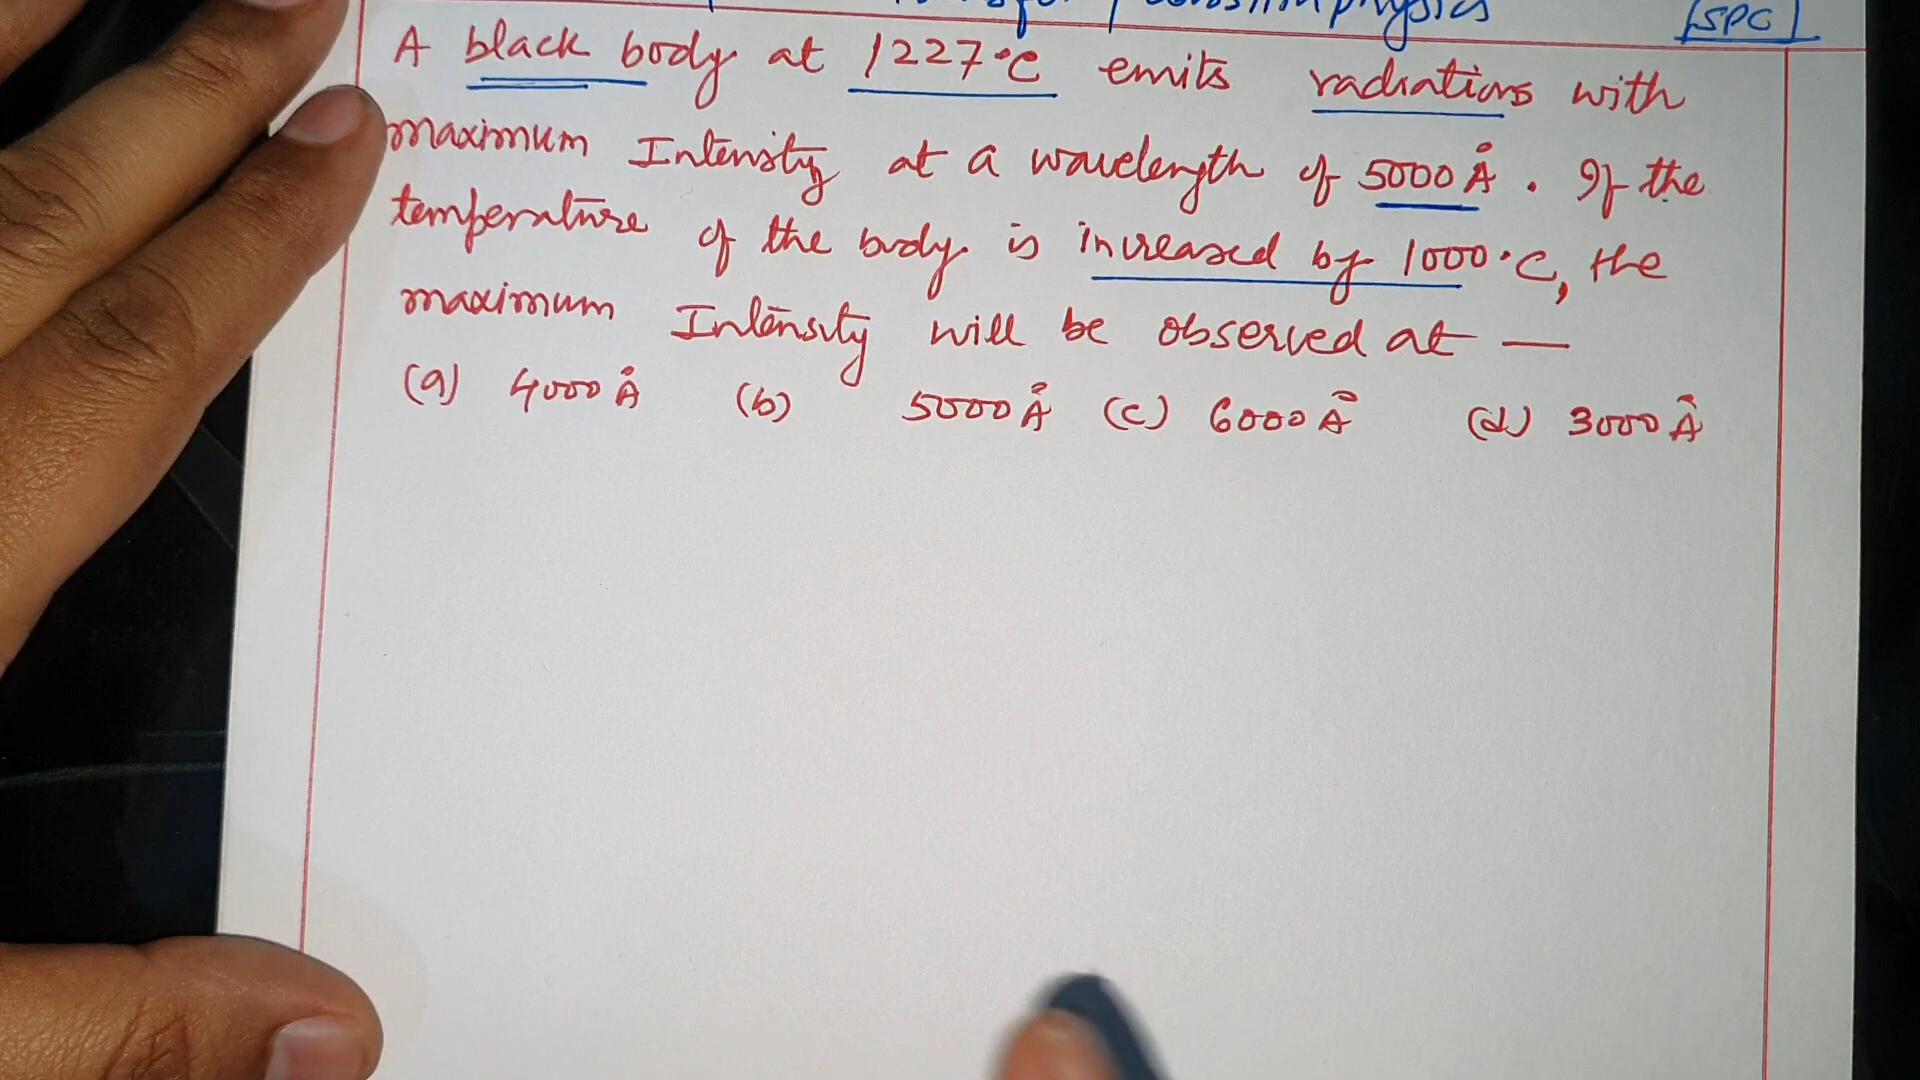 physics [SPC]
A black body at 1227°C emits radiations with
maximum Intensity at a wavelength of 5000 Å . If the
temperature of the body is increased by 1000°C, the
maximum Intensity will be observed at —
(a) 4000 Å (b) 5000 Å (c) 6000 Å (d) 3000 Å